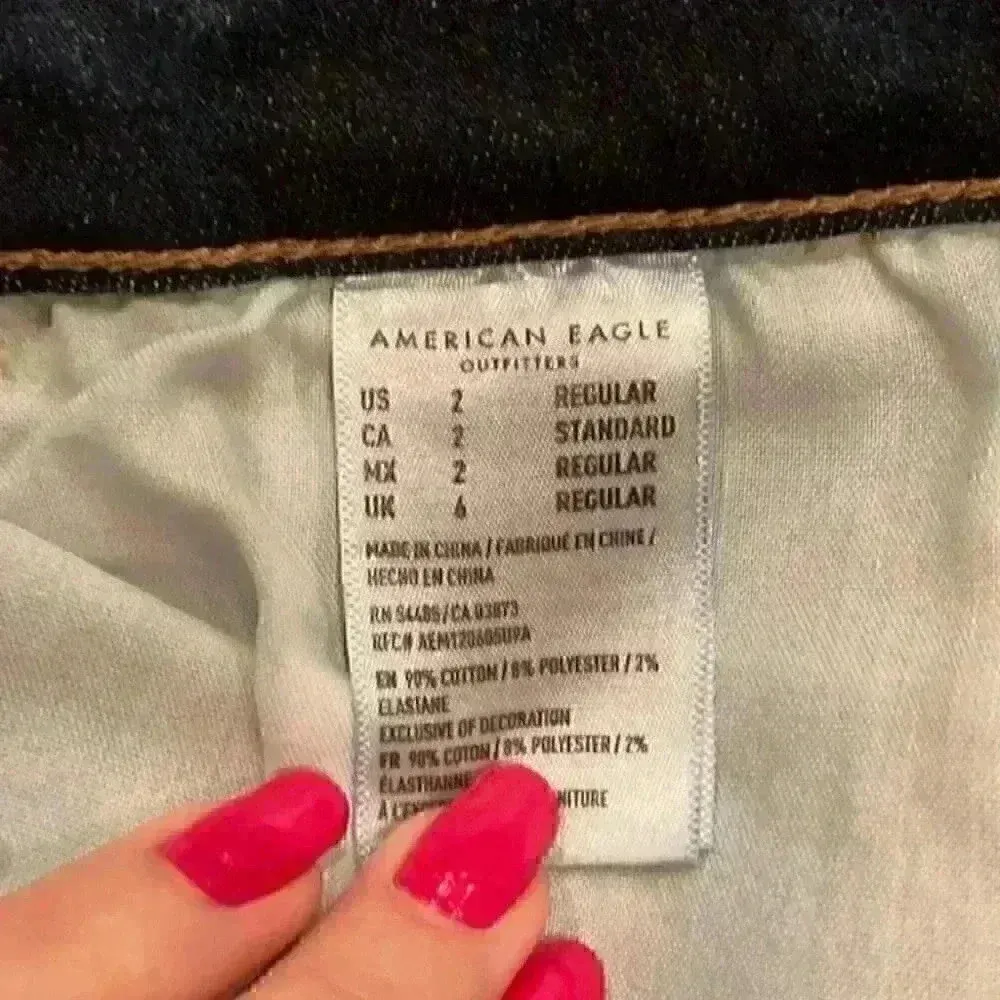 AMERICAN EAGLE
OUTFITTERS
US 2 REGULAR
CA 2 STANDARD
MX 2 REGULAR
UK 6 REGULAR
MADE IN CHINA / FABRIQUÉ EN CHINE /
HECHO EN CHINA
RN 54485/CA 03873
RFC# AEM120605UPA
EN 90% COTTON / 8% POLYESTER / 2%
ELASTANE
EXCLUSIVE OF DECORATION
FR 90% COTON / 8% POLYESTER / 2%
ÉLASTHANNE